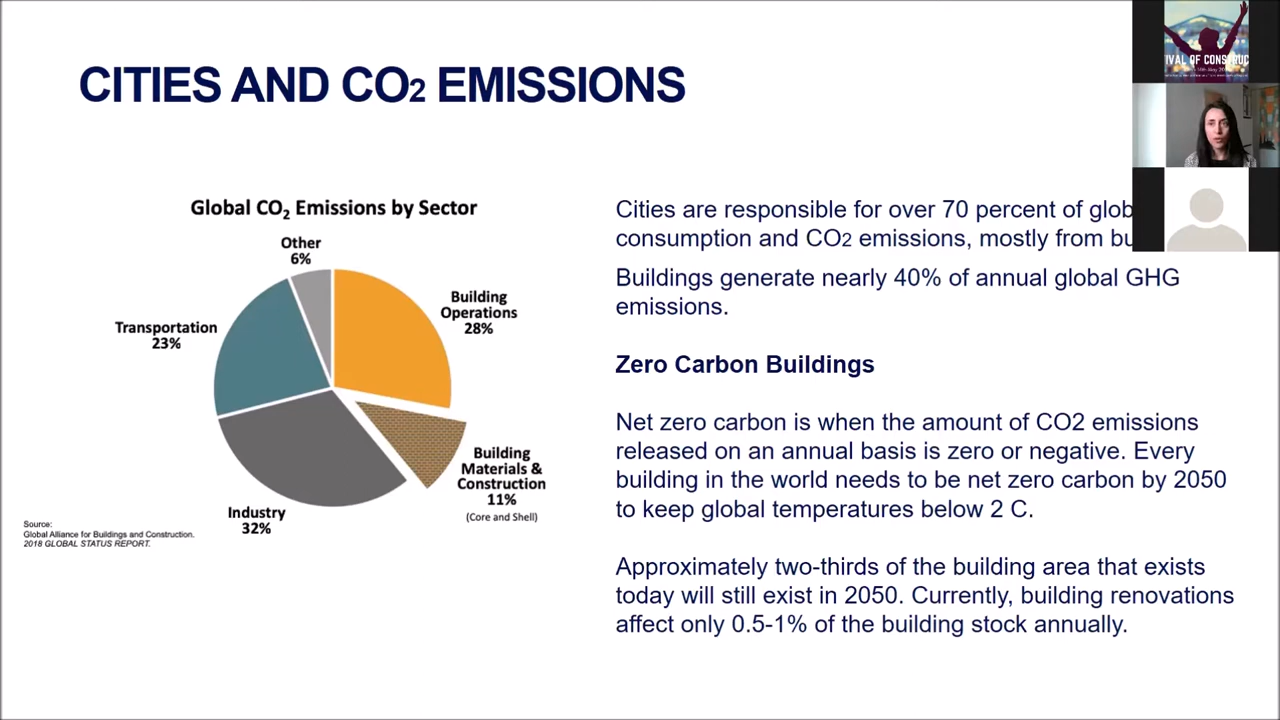 CITIES AND CO2 EMISSIONS
Global CO2 Emissions by Sector
Other
6%
Building
Operations
28%
Transportation
23%
Building
Materials &
Construction
11%
(Core and Shell)
Industry
32%
Source:
Global Alliance for Buildings and Construction.
2018 GLOBAL STATUS REPORT.
Cities are responsible for over 70 percent of glob
consumption and CO2 emissions, mostly from bu
Buildings generate nearly 40% of annual global GHG
emissions.
Zero Carbon Buildings
Net zero carbon is when the amount of CO2 emissions
released on an annual basis is zero or negative. Every
building in the world needs to be net zero carbon by 2050
to keep global temperatures below 2 C.
Approximately two-thirds of the building area that exists
today will still exist in 2050. Currently, building renovations
affect only 0.5-1% of the building stock annually.
IVAL OF CONSTRUC